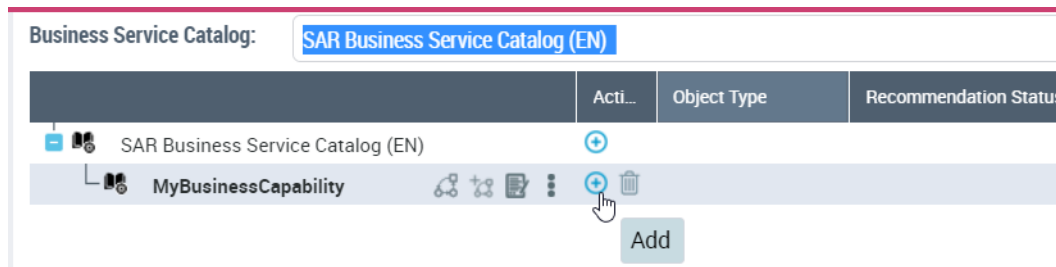 Business Service Catalog: SAR Business Service Catalog (EN)
Acti... Object Type Recommendation Status
SAR Business Service Catalog (EN)
MyBusinessCapability
Add